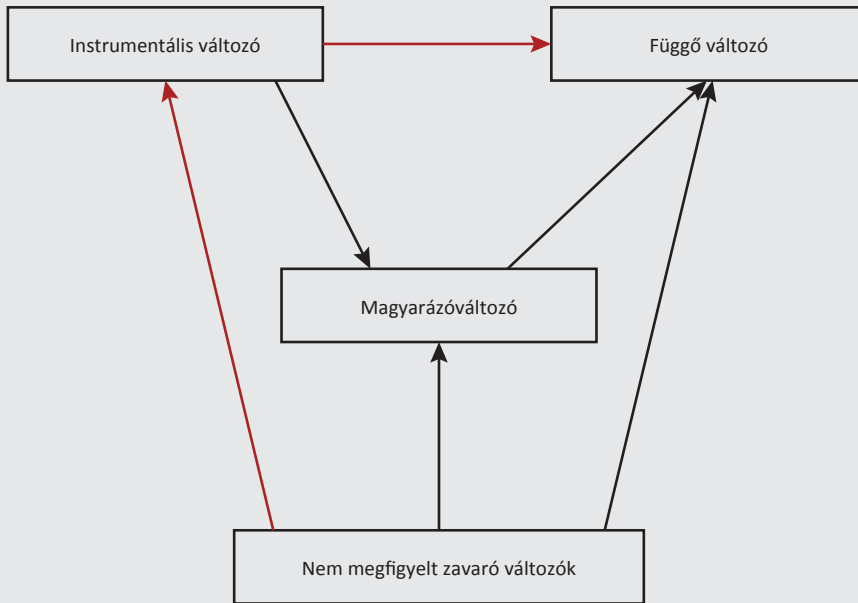 Instrumentális változó
Függő változó
Magyarázóváltozó
Nem megfigyelt zavaró változók